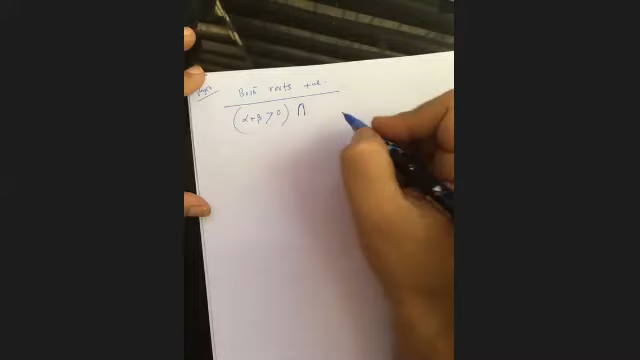 Both roots +ve.
(α+β > 0) ∩